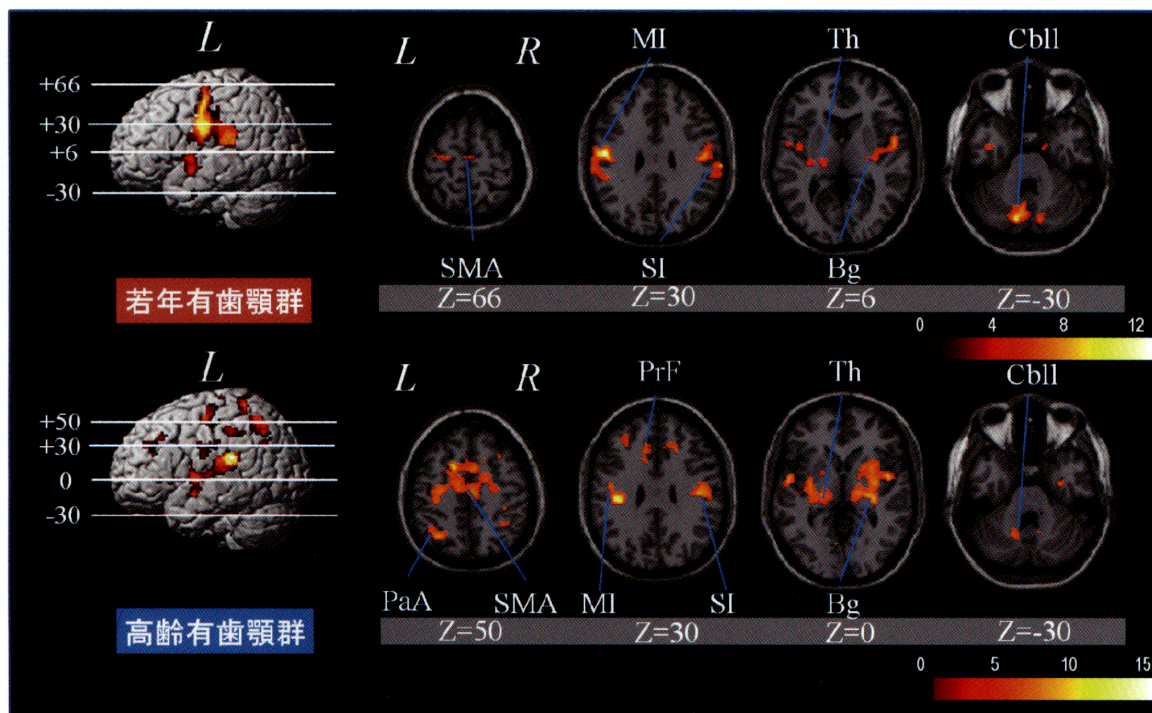 L
L R MI Th Cbll
+66
+30
+6
-30
SMA SI Bg
Z=66 Z=30 Z=6 Z=-30
若年有歯顎群
0 4 8 12
L
L R PrF Th Cbll
+50
+30
0
-30
PaA SMA MI SI Bg
Z=50 Z=30 Z=0 Z=-30
高齢有歯顎群
0 5 10 15